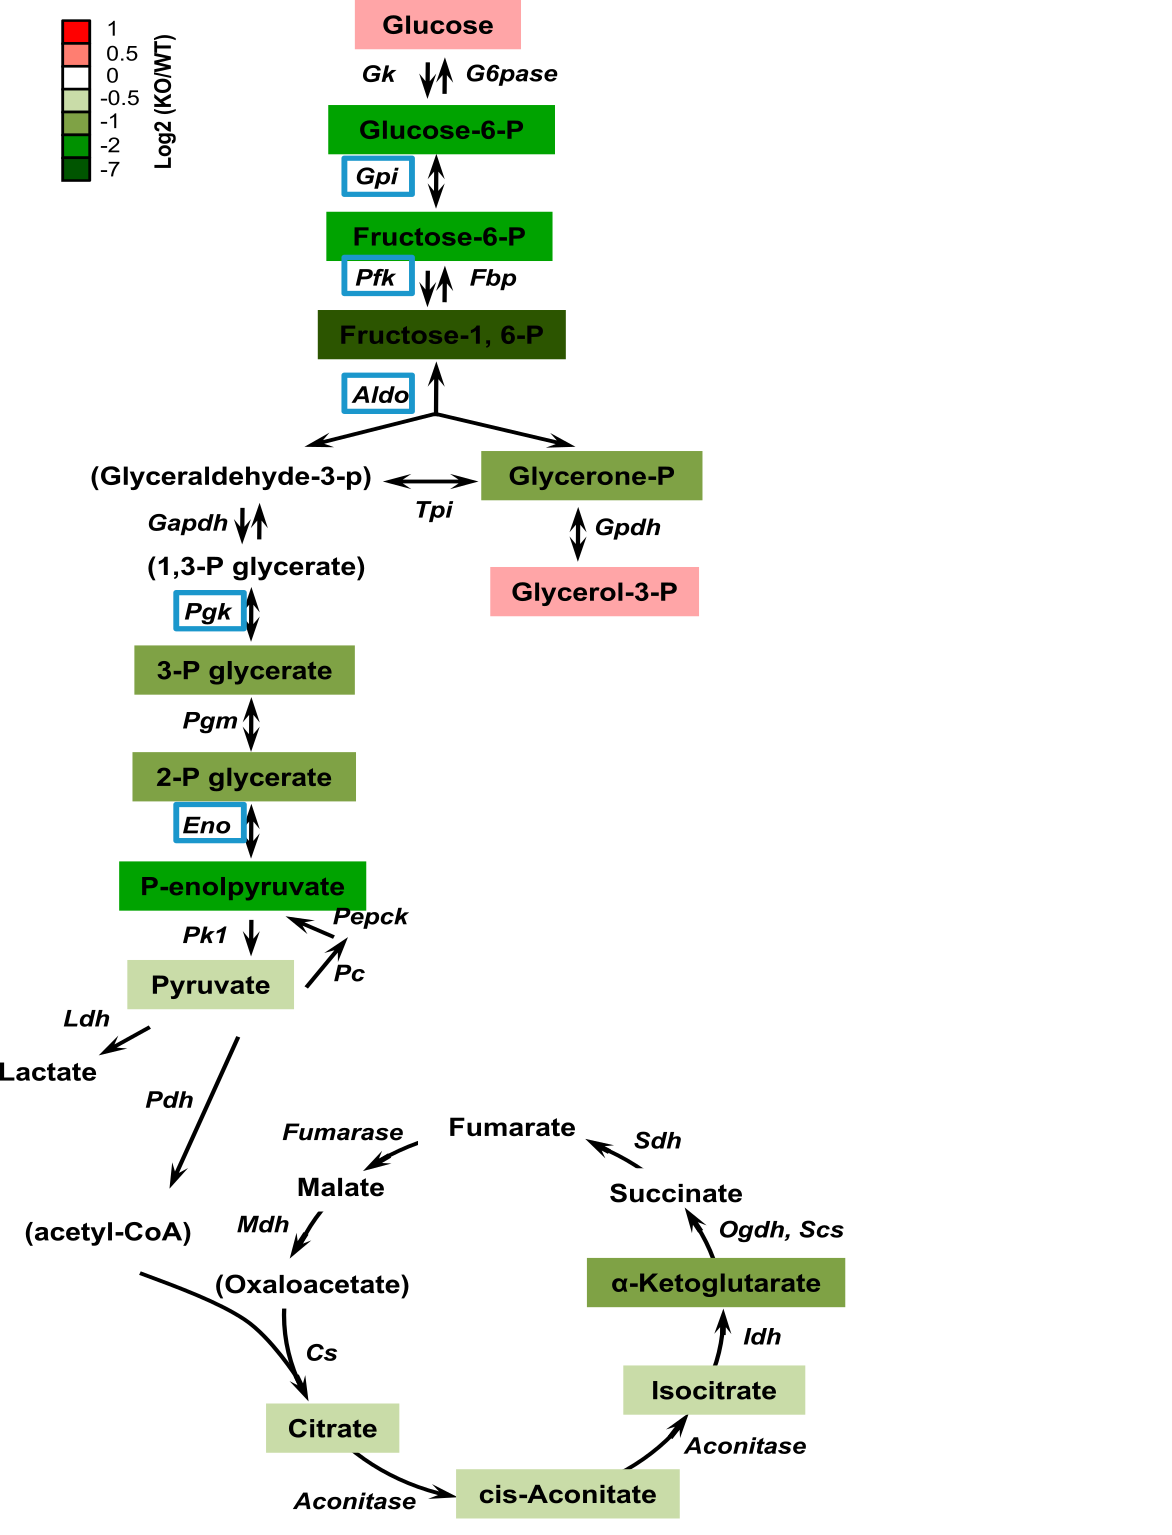 1
0.5
0
-0.5
-1
-2
-7
Log2 (KO/WT)
Glucose
Gk
G6pase
Glucose-6-P
Gpi
Fructose-6-P
Pfk
Fbp
Fructose-1, 6-P
Aldo
(Glyceraldehyde-3-p)
Tpi
Glycerone-P
Gapdh
Gpdh
(1,3-P glycerate)
Glycerol-3-P
Pgk
3-P glycerate
Pgm
2-P glycerate
Eno
P-enolpyruvate
Pepck
Pk1
Pc
Pyruvate
Ldh
Lactate
Pdh
Fumarase
Fumarate
Sdh
Malate
Succinate
Mdh
Ogdh, Scs
(acetyl-CoA)
(Oxaloacetate)
α-Ketoglutarate
Cs
Idh
Isocitrate
Citrate
Aconitase
cis-Aconitate
Aconitase